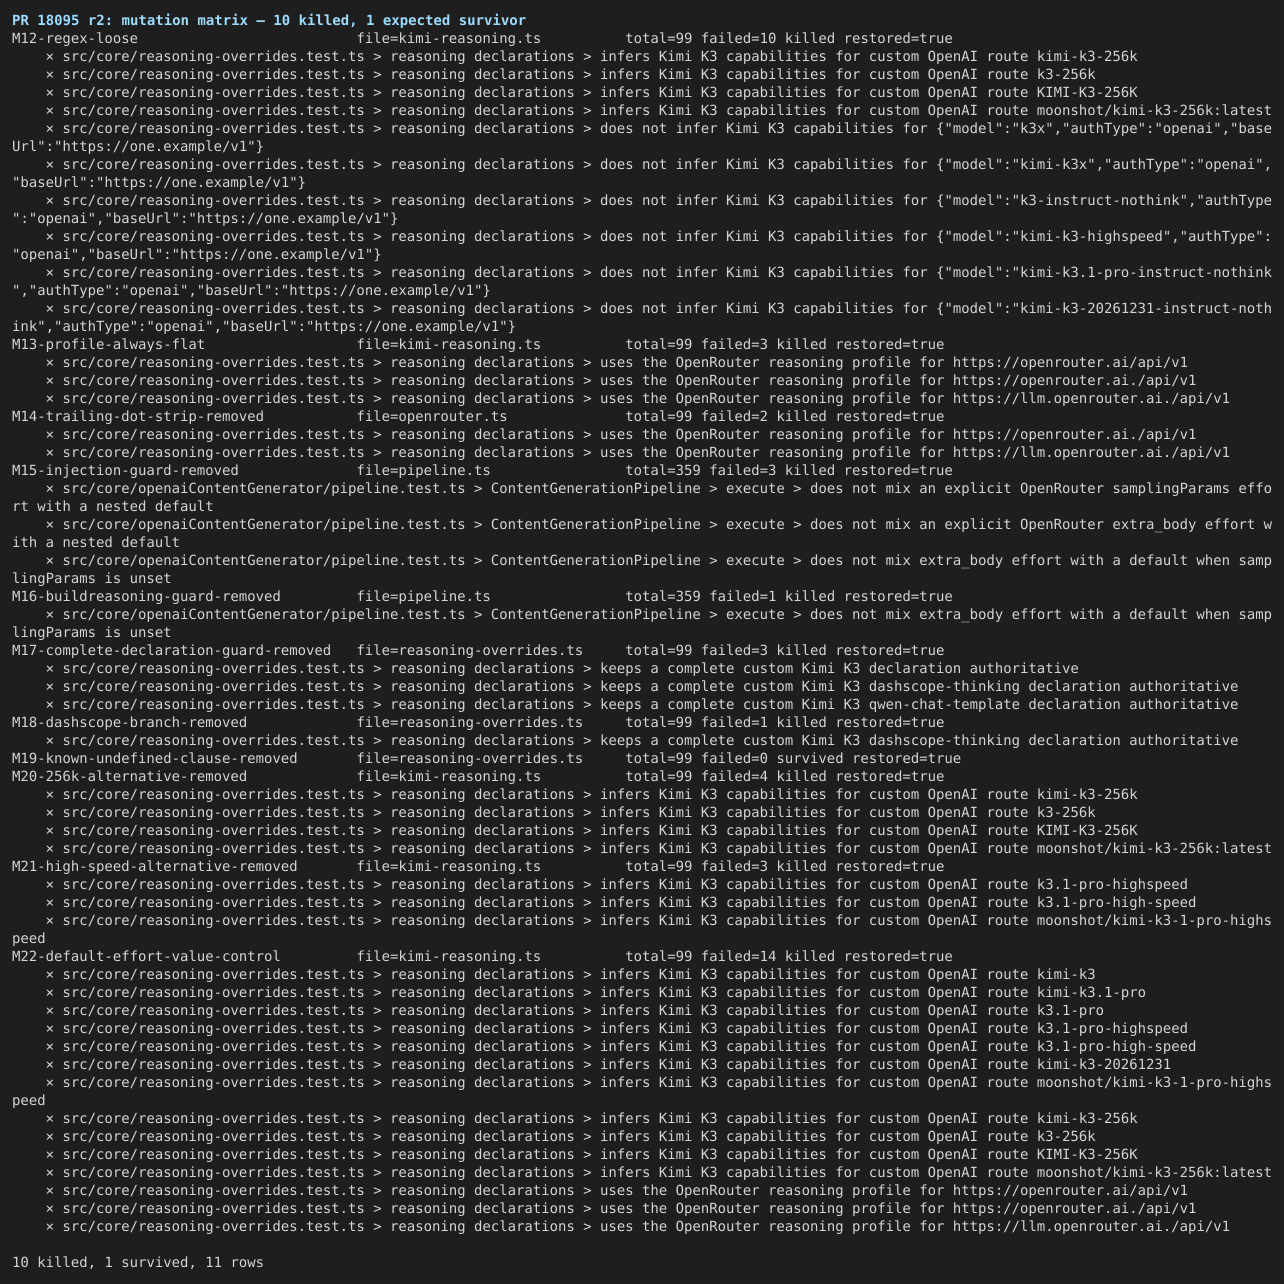 PR 18095 r2: mutation matrix — 10 killed, 1 expected survivor
M12-regex-loose file=kimi-reasoning.ts total=99 failed=10 killed restored=true
× src/core/reasoning-overrides.test.ts > reasoning declarations > infers Kimi K3 capabilities for custom OpenAI route kimi-k3-256k
× src/core/reasoning-overrides.test.ts > reasoning declarations > infers Kimi K3 capabilities for custom OpenAI route k3-256k
× src/core/reasoning-overrides.test.ts > reasoning declarations > infers Kimi K3 capabilities for custom OpenAI route KIMI-K3-256K
× src/core/reasoning-overrides.test.ts > reasoning declarations > infers Kimi K3 capabilities for custom OpenAI route moonshot/kimi-k3-256k:latest
× src/core/reasoning-overrides.test.ts > reasoning declarations > does not infer Kimi K3 capabilities for {"model":"k3x","authType":"openai","base
Url":"https://one.example/v1"}
× src/core/reasoning-overrides.test.ts > reasoning declarations > does not infer Kimi K3 capabilities for {"model":"kimi-k3x","authType":"openai",
"baseUrl":"https://one.example/v1"}
× src/core/reasoning-overrides.test.ts > reasoning declarations > does not infer Kimi K3 capabilities for {"model":"k3-instruct-nothink","authType
":"openai","baseUrl":"https://one.example/v1"}
× src/core/reasoning-overrides.test.ts > reasoning declarations > does not infer Kimi K3 capabilities for {"model":"kimi-k3-highspeed","authType":
"openai","baseUrl":"https://one.example/v1"}
× src/core/reasoning-overrides.test.ts > reasoning declarations > does not infer Kimi K3 capabilities for {"model":"kimi-k3.1-pro-instruct-nothink
","authType":"openai","baseUrl":"https://one.example/v1"}
× src/core/reasoning-overrides.test.ts > reasoning declarations > does not infer Kimi K3 capabilities for {"model":"kimi-k3-20261231-instruct-noth
ink","authType":"openai","baseUrl":"https://one.example/v1"}
M13-profile-always-flat file=kimi-reasoning.ts total=99 failed=3 killed restored=true
× src/core/reasoning-overrides.test.ts > reasoning declarations > uses the OpenRouter reasoning profile for https://openrouter.ai/api/v1
× src/core/reasoning-overrides.test.ts > reasoning declarations > uses the OpenRouter reasoning profile for https://openrouter.ai./api/v1
× src/core/reasoning-overrides.test.ts > reasoning declarations > uses the OpenRouter reasoning profile for https://llm.openrouter.ai./api/v1
M14-trailing-dot-strip-removed file=openrouter.ts total=99 failed=2 killed restored=true
× src/core/reasoning-overrides.test.ts > reasoning declarations > uses the OpenRouter reasoning profile for https://openrouter.ai./api/v1
× src/core/reasoning-overrides.test.ts > reasoning declarations > uses the OpenRouter reasoning profile for https://llm.openrouter.ai./api/v1
M15-injection-guard-removed file=pipeline.ts total=359 failed=3 killed restored=true
× src/core/openaiContentGenerator/pipeline.test.ts > ContentGenerationPipeline > execute > does not mix an explicit OpenRouter samplingParams effo
rt with a nested default
× src/core/openaiContentGenerator/pipeline.test.ts > ContentGenerationPipeline > execute > does not mix an explicit OpenRouter extra_body effort w
ith a nested default
× src/core/openaiContentGenerator/pipeline.test.ts > ContentGenerationPipeline > execute > does not mix extra_body effort with a default when samp
lingParams is unset
M16-buildreasoning-guard-removed file=pipeline.ts total=359 failed=1 killed restored=true
× src/core/openaiContentGenerator/pipeline.test.ts > ContentGenerationPipeline > execute > does not mix extra_body effort with a default when samp
lingParams is unset
M17-complete-declaration-guard-removed file=reasoning-overrides.ts total=99 failed=3 killed restored=true
× src/core/reasoning-overrides.test.ts > reasoning declarations > keeps a complete custom Kimi K3 declaration authoritative
× src/core/reasoning-overrides.test.ts > reasoning declarations > keeps a complete custom Kimi K3 dashscope-thinking declaration authoritative
× src/core/reasoning-overrides.test.ts > reasoning declarations > keeps a complete custom Kimi K3 qwen-chat-template declaration authoritative
M18-dashscope-branch-removed file=reasoning-overrides.ts total=99 failed=1 killed restored=true
× src/core/reasoning-overrides.test.ts > reasoning declarations > keeps a complete custom Kimi K3 dashscope-thinking declaration authoritative
M19-known-undefined-clause-removed file=reasoning-overrides.ts total=99 failed=0 survived restored=true
M20-256k-alternative-removed file=kimi-reasoning.ts total=99 failed=4 killed restored=true
× src/core/reasoning-overrides.test.ts > reasoning declarations > infers Kimi K3 capabilities for custom OpenAI route kimi-k3-256k
× src/core/reasoning-overrides.test.ts > reasoning declarations > infers Kimi K3 capabilities for custom OpenAI route k3-256k
× src/core/reasoning-overrides.test.ts > reasoning declarations > infers Kimi K3 capabilities for custom OpenAI route KIMI-K3-256K
× src/core/reasoning-overrides.test.ts > reasoning declarations > infers Kimi K3 capabilities for custom OpenAI route moonshot/kimi-k3-256k:latest
M21-high-speed-alternative-removed file=kimi-reasoning.ts total=99 failed=3 killed restored=true
× src/core/reasoning-overrides.test.ts > reasoning declarations > infers Kimi K3 capabilities for custom OpenAI route k3.1-pro-highspeed
× src/core/reasoning-overrides.test.ts > reasoning declarations > infers Kimi K3 capabilities for custom OpenAI route k3.1-pro-high-speed
× src/core/reasoning-overrides.test.ts > reasoning declarations > infers Kimi K3 capabilities for custom OpenAI route moonshot/kimi-k3-1-pro-highs
peed
M22-default-effort-value-control file=kimi-reasoning.ts total=99 failed=14 killed restored=true
× src/core/reasoning-overrides.test.ts > reasoning declarations > infers Kimi K3 capabilities for custom OpenAI route kimi-k3
× src/core/reasoning-overrides.test.ts > reasoning declarations > infers Kimi K3 capabilities for custom OpenAI route kimi-k3.1-pro
× src/core/reasoning-overrides.test.ts > reasoning declarations > infers Kimi K3 capabilities for custom OpenAI route k3.1-pro
× src/core/reasoning-overrides.test.ts > reasoning declarations > infers Kimi K3 capabilities for custom OpenAI route k3.1-pro-highspeed
× src/core/reasoning-overrides.test.ts > reasoning declarations > infers Kimi K3 capabilities for custom OpenAI route k3.1-pro-high-speed
× src/core/reasoning-overrides.test.ts > reasoning declarations > infers Kimi K3 capabilities for custom OpenAI route kimi-k3-20261231
× src/core/reasoning-overrides.test.ts > reasoning declarations > infers Kimi K3 capabilities for custom OpenAI route moonshot/kimi-k3-1-pro-highs
peed
× src/core/reasoning-overrides.test.ts > reasoning declarations > infers Kimi K3 capabilities for custom OpenAI route kimi-k3-256k
× src/core/reasoning-overrides.test.ts > reasoning declarations > infers Kimi K3 capabilities for custom OpenAI route k3-256k
× src/core/reasoning-overrides.test.ts > reasoning declarations > infers Kimi K3 capabilities for custom OpenAI route KIMI-K3-256K
× src/core/reasoning-overrides.test.ts > reasoning declarations > infers Kimi K3 capabilities for custom OpenAI route moonshot/kimi-k3-256k:latest
× src/core/reasoning-overrides.test.ts > reasoning declarations > uses the OpenRouter reasoning profile for https://openrouter.ai/api/v1
× src/core/reasoning-overrides.test.ts > reasoning declarations > uses the OpenRouter reasoning profile for https://openrouter.ai./api/v1
× src/core/reasoning-overrides.test.ts > reasoning declarations > uses the OpenRouter reasoning profile for https://llm.openrouter.ai./api/v1
10 killed, 1 survived, 11 rows